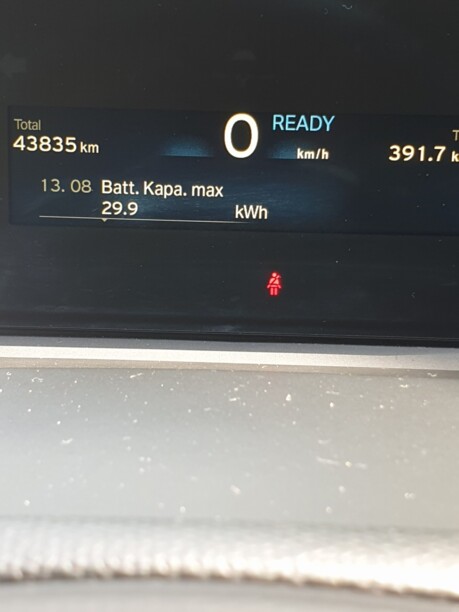 Total
43835 km
0 READY
km/h
391.7
13. 08 Batt. Kapa. max
29.9 kWh